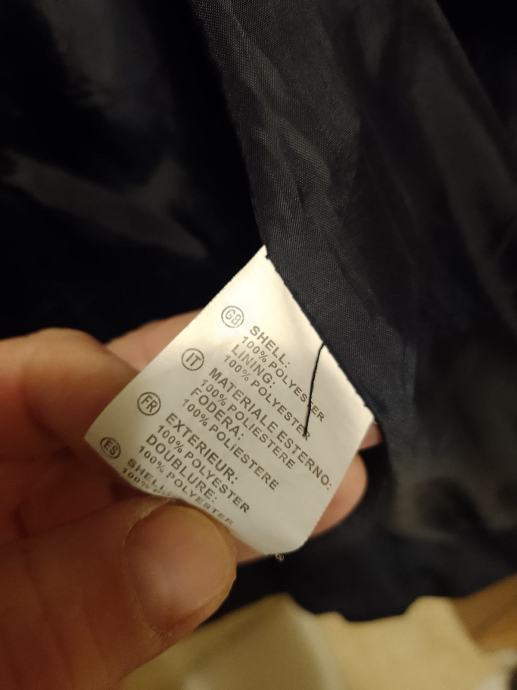 GB SHELL:
100% POLYESTER
LINING:
100% POLYESTER
IT MATERIALE ESTERNO:
100% POLIESTERE
FODERA:
100% POLIESTERE
FR EXTERIEUR:
100% POLYESTER
DOUBLURE:
100% POLYESTER
ES SHELL:
100%